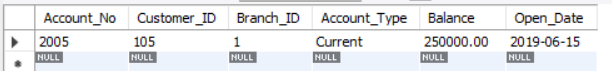 Account_No Customer_ID Branch_ID Account_Type Balance Open_Date
2005 105 1 Current 250000.00 2019-06-15
NULL NULL NULL NULL NULL NULL